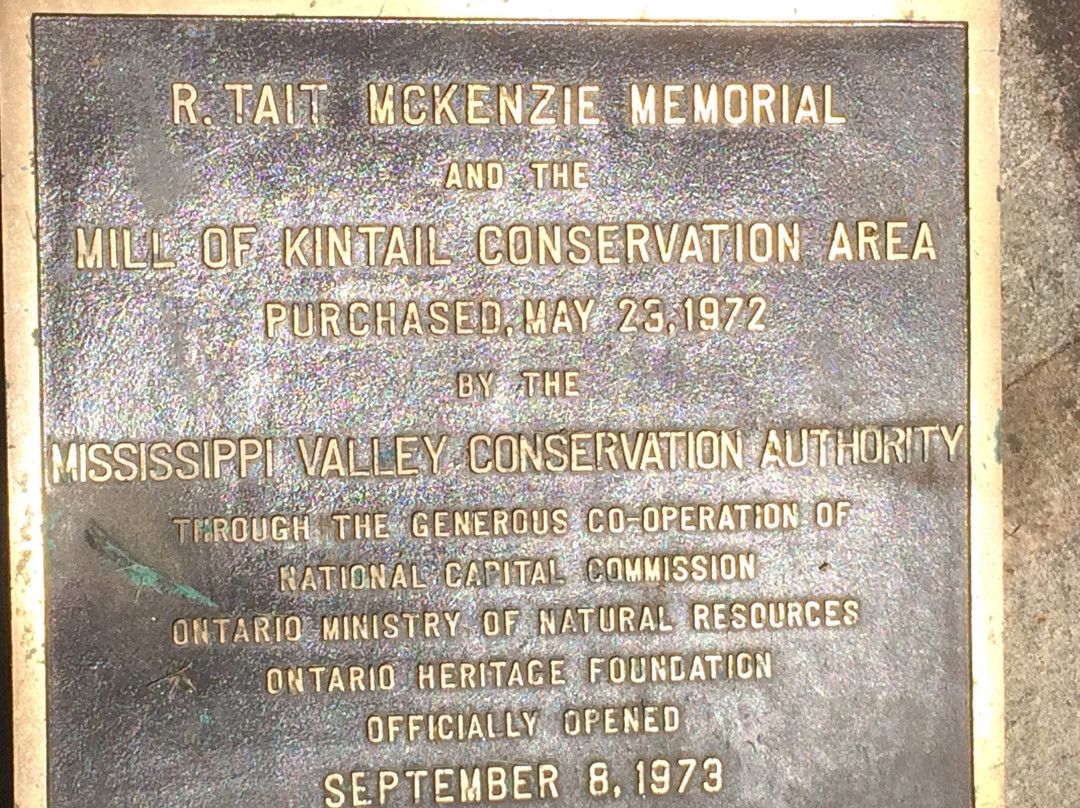 R. TAIT MCKENZIE MEMORIAL
AND THE
MILL OF KINTAIL CONSERVATION AREA
PURCHASED, MAY 23, 1972
BY THE
MISSISSIPPI VALLEY CONSERVATION AUTHORITY
THROUGH THE GENEROUS CO-OPERATION OF
NATIONAL CAPITAL COMMISSION
ONTARIO MINISTRY OF NATURAL RESOURCES
ONTARIO HERITAGE FOUNDATION
OFFICIALLY OPENED
SEPTEMBER 8, 1973